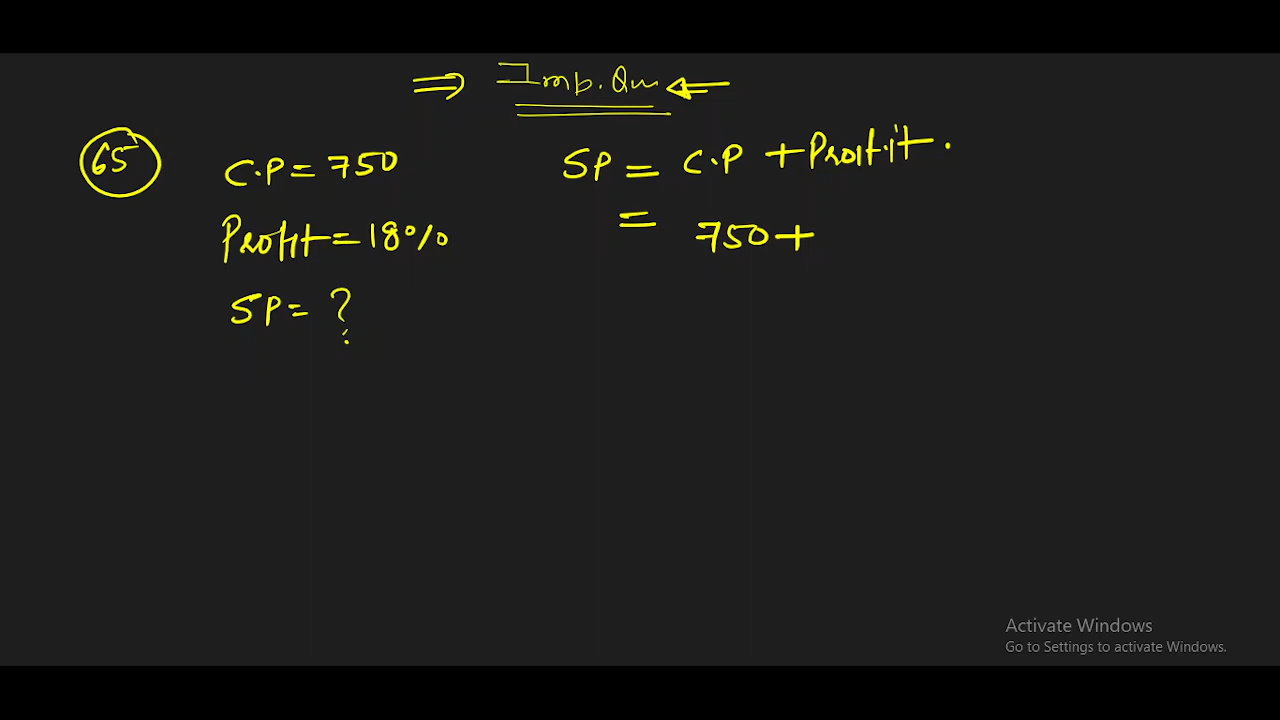 ⇒ Imp. Qu ⇐
65
C.P = 750
Profit = 18%
SP = ?
SP = C.P + Profit.
= 750 +
Activate Windows
Go to Settings to activate Windows.